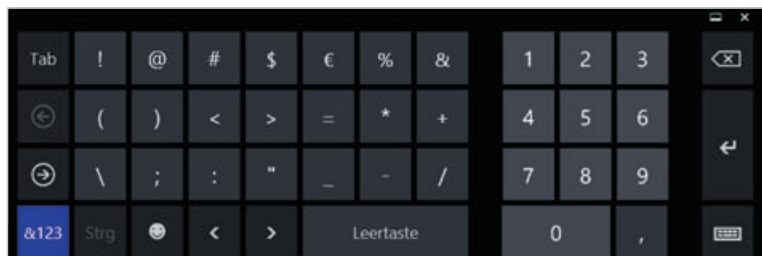 Tab ! @ # $ € % & 1 2 3
( ) < > = * + 4 5 6
\ ; : " _ - / 7 8 9
&123 Strg < > Leertaste 0 ,